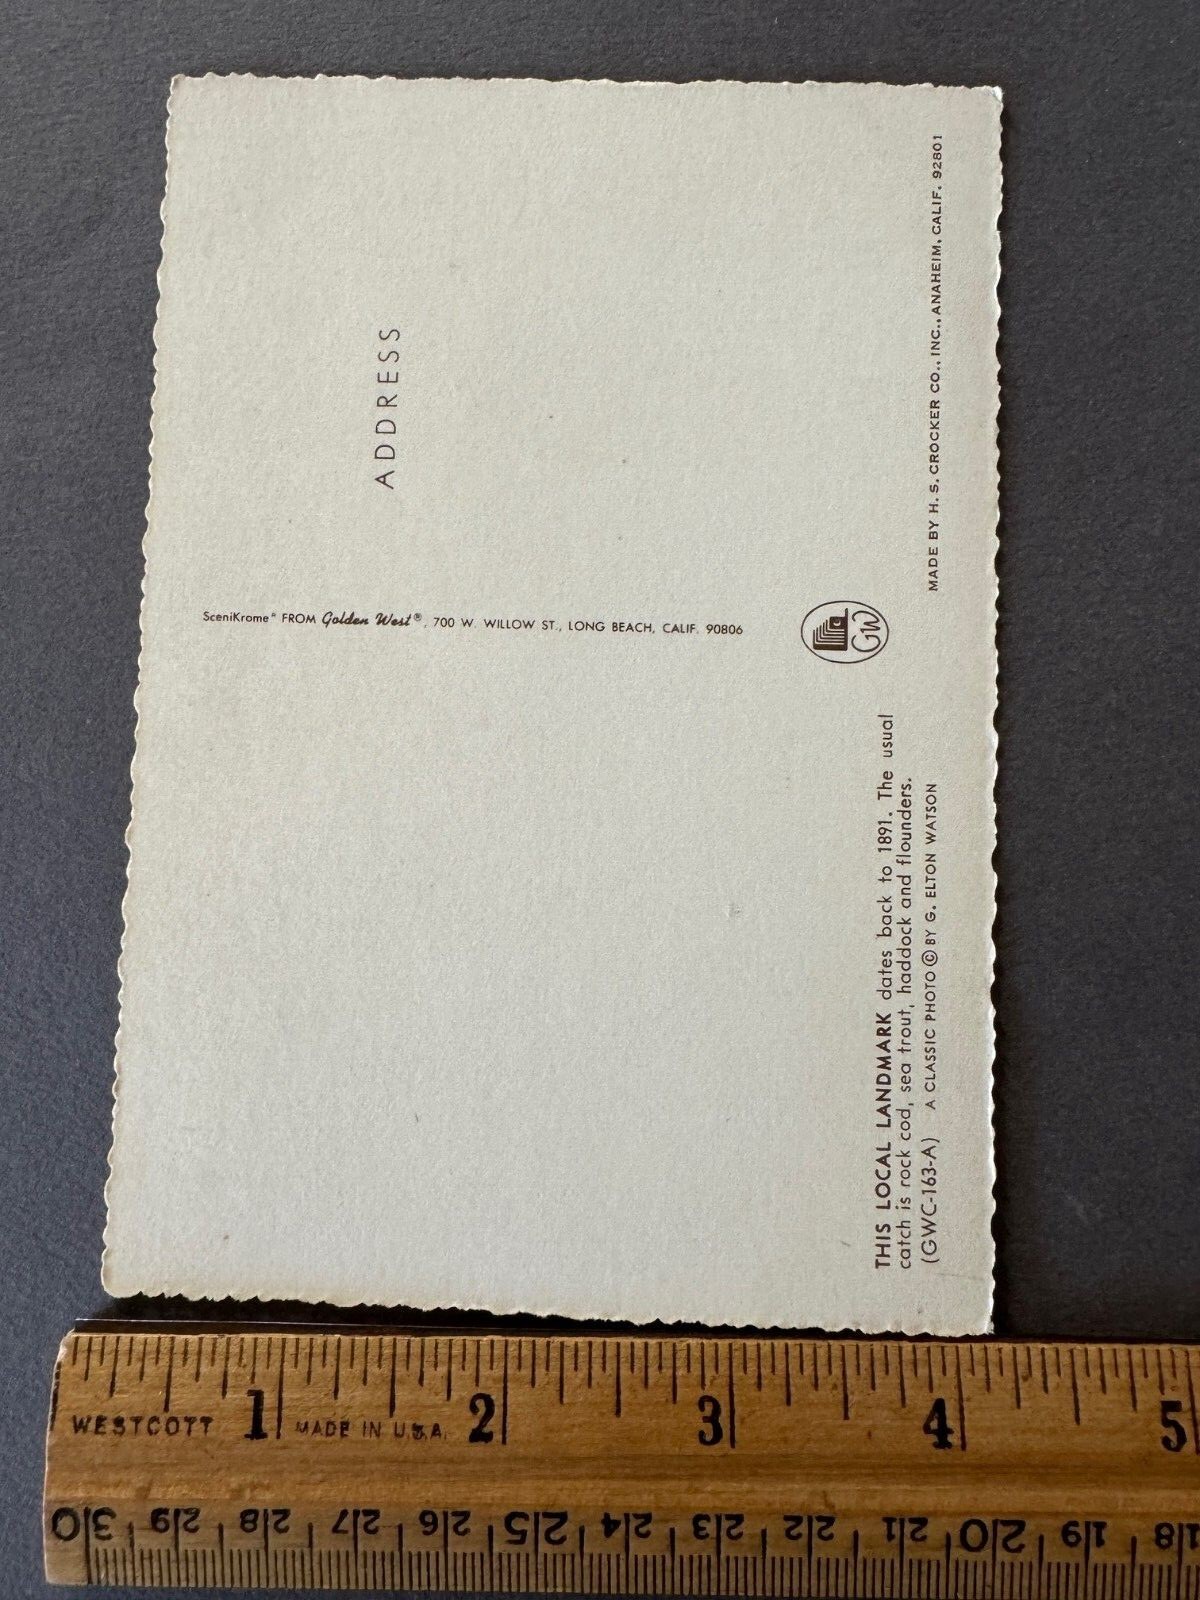 THIS LOCAL LANDMARK dates back to 1891. The usual
catch is rock cod, sea trout, haddock and flounders.
(GWC-163-A) A CLASSIC PHOTO © BY G. ELTON WATSON
SceniKrome® FROM Golden West®, 700 W. WILLOW ST., LONG BEACH, CALIF. 90806
GW
ADDRESS
MADE BY H. S. CROCKER CO., INC., ANAHEIM, CALIF. 92801
1 2 3 4 5
WESTCOTT MADE IN U.S.A.
30 29 28 27 26 25 24 23 22 21 20 19 18